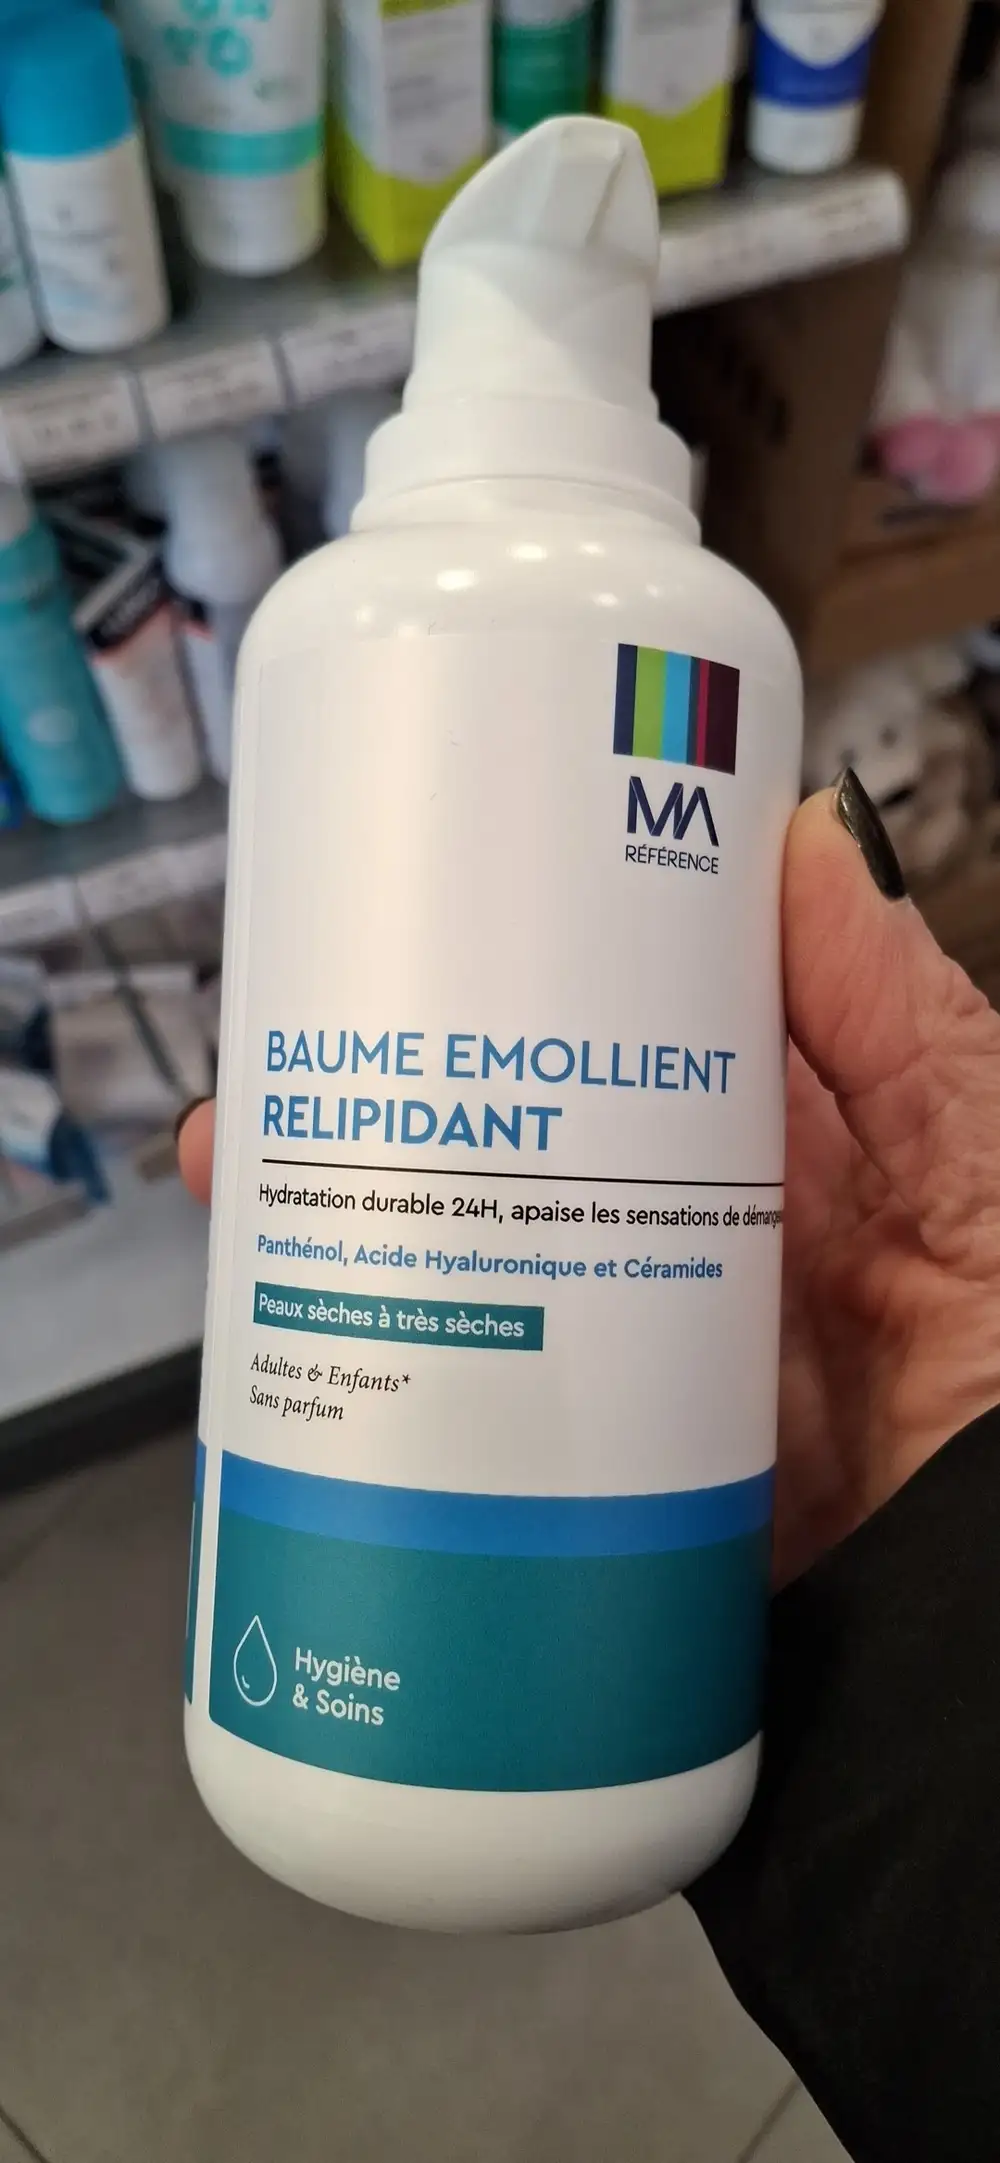 MA
RÉFÉRENCE
BAUME EMOLLIENT
RELIPIDANT
Hydratation durable 24H, apaise les sensations de
Panthénol, Acide Hyaluronique et Céramides
Peaux sèches à très sèches
Adultes & Enfants*
Sans parfum
Hygiène
& Soins